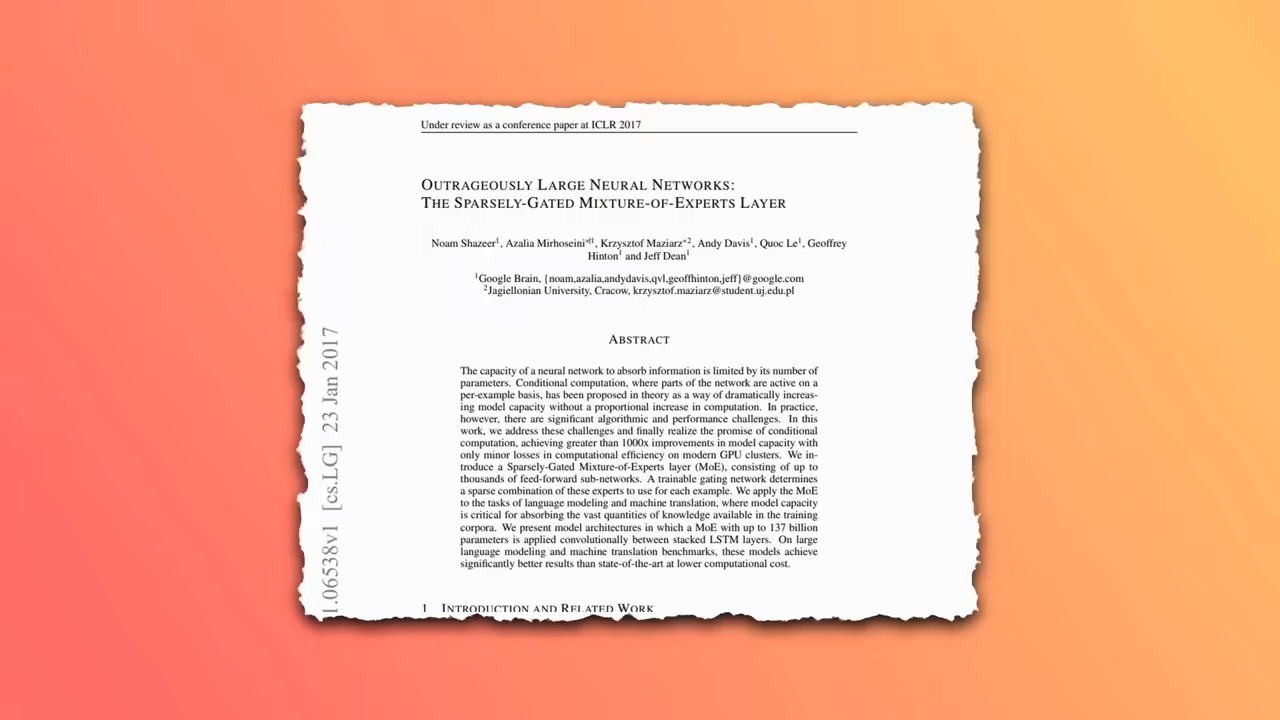 Under review as a conference paper at ICLR 2017
OUTRAGEOUSLY LARGE NEURAL NETWORKS:
THE SPARSELY-GATED MIXTURE-OF-EXPERTS LAYER
Noam Shazeer¹, Azalia Mirhoseini*†¹, Krzysztof Maziarz*², Andy Davis¹, Quoc Le¹, Geoffrey
Hinton¹ and Jeff Dean¹
¹Google Brain, {noam,azalia,andydavis,qvl,geoffhinton,jeff}@google.com
²Jagiellonian University, Cracow, krzysztof.maziarz@student.uj.edu.pl
ABSTRACT
The capacity of a neural network to absorb information is limited by its number of
parameters. Conditional computation, where parts of the network are active on a
per-example basis, has been proposed in theory as a way of dramatically increas-
ing model capacity without a proportional increase in computation. In practice,
however, there are significant algorithmic and performance challenges. In this
work, we address these challenges and finally realize the promise of conditional
computation, achieving greater than 1000x improvements in model capacity with
only minor losses in computational efficiency on modern GPU clusters. We in-
troduce a Sparsely-Gated Mixture-of-Experts layer (MoE), consisting of up to
thousands of feed-forward sub-networks. A trainable gating network determines
a sparse combination of these experts to use for each example. We apply the MoE
to the tasks of language modeling and machine translation, where model capacity
is critical for absorbing the vast quantities of knowledge available in the training
corpora. We present model architectures in which a MoE with up to 137 billion
parameters is applied convolutionally between stacked LSTM layers. On large
language modeling and machine translation benchmarks, these models achieve
significantly better results than state-of-the-art at lower computational cost.
1 INTRODUCTION AND RELATED WORK
1.06538v1 [cs.LG] 23 Jan 2017